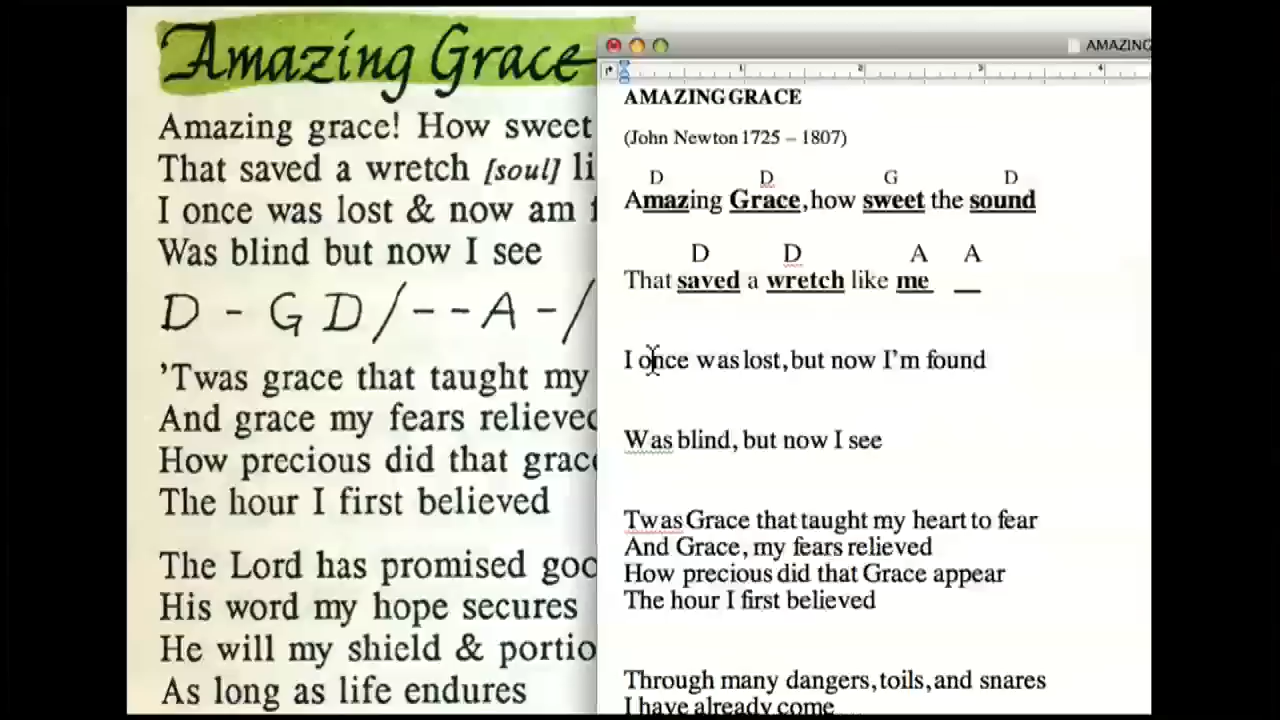 Amazing Grace
Amazing grace! How sweet
That saved a wretch [soul] li
I once was lost & now am
Was blind but now I see
D - G D / - - A - /
'Twas grace that taught my
And grace my fears relieved
How precious did that grace
The hour I first believed
The Lord has promised goo
His word my hope secures
He will my shield & portio
As long as life endures
AMAZING
1 2 3 4
AMAZING GRACE
(John Newton 1725 – 1807)
D D G D
Amazing Grace, how sweet the sound
D D A A
That saved a wretch like me __
I once was lost, but now I'm found
Was blind, but now I see
Twas Grace that taught my heart to fear
And Grace, my fears relieved
How precious did that Grace appear
The hour I first believed
Through many dangers, toils, and snares
I have already come